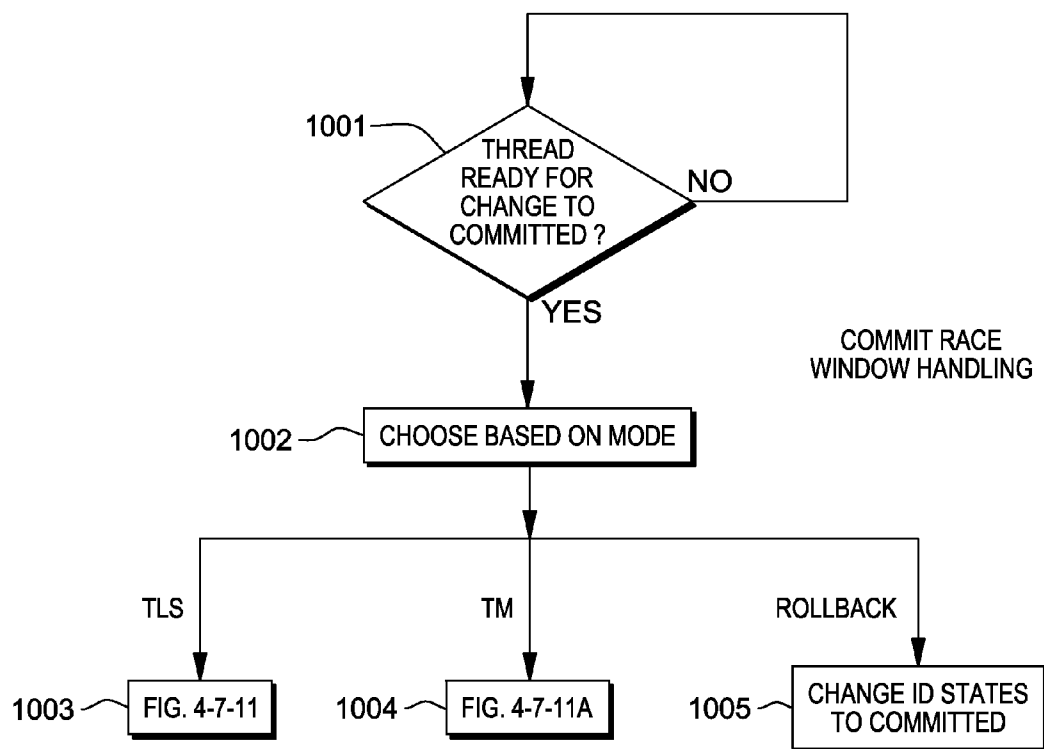 1001
THREAD
READY FOR
CHANGE TO
COMMITTED ?
NO
YES
COMMIT RACE
WINDOW HANDLING
1002
CHOOSE BASED ON MODE
TLS
TM
ROLLBACK
1003
FIG. 4-7-11
1004
FIG. 4-7-11A
1005
CHANGE ID STATES
TO COMMITTED